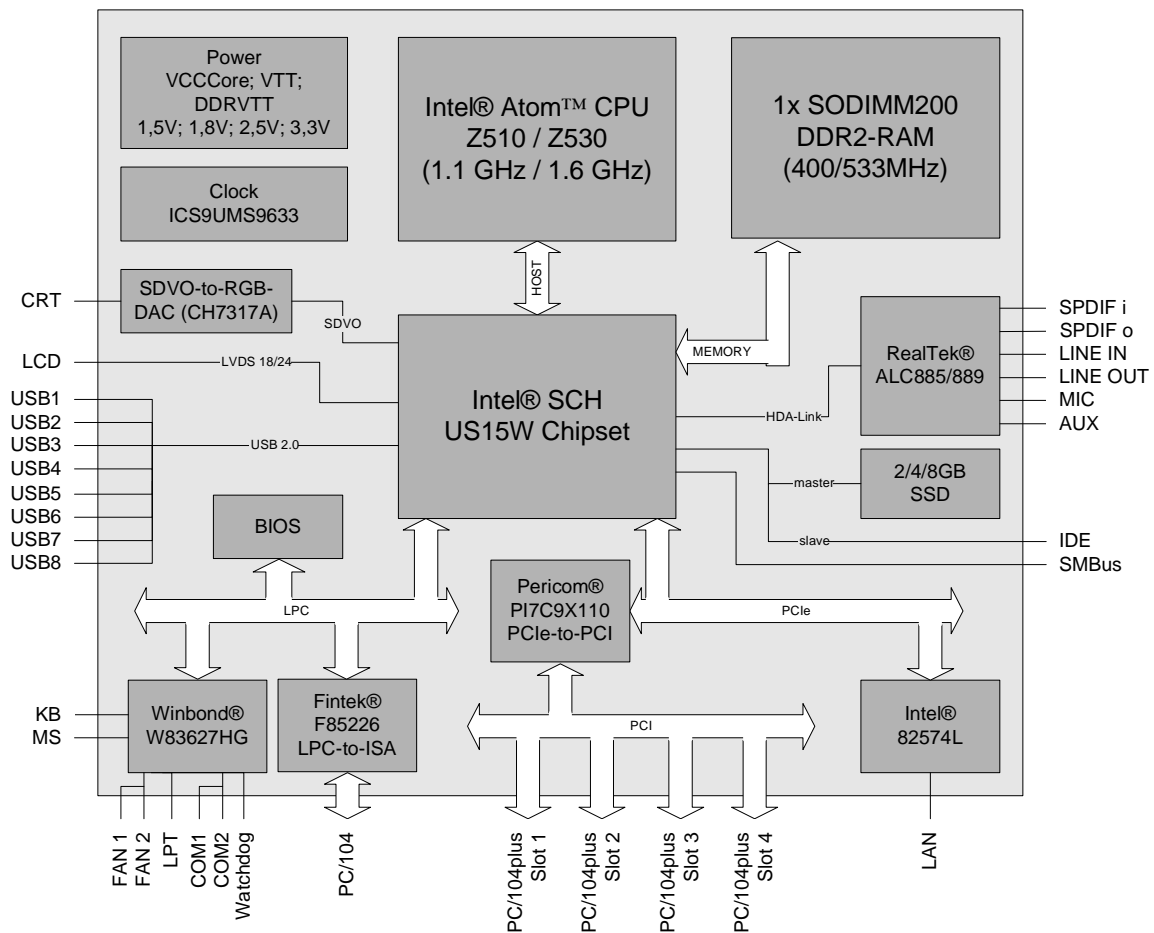 Power
VCCCore; VTT;
DDRVTT
1,5V; 1,8V; 2,5V; 3,3V
Clock
ICS9UMS9633
Intel® Atom™ CPU
Z510 / Z530
(1.1 GHz / 1.6 GHz)
1x SODIMM200
DDR2-RAM
(400/533MHz)
HOST
MEMORY
CRT
SDVO-to-RGB-
DAC (CH7317A)
SDVO
LCD
LVDS 18/24
USB1
USB2
USB3
USB4
USB5
USB6
USB7
USB8
USB 2.0
Intel® SCH
US15W Chipset
RealTek®
ALC885/889
HDA-Link
SPDIF i
SPDIF o
LINE IN
LINE OUT
MIC
AUX
master
2/4/8GB
SSD
slave
IDE
SMBus
BIOS
LPC
Pericom®
PI7C9X110
PCIe-to-PCI
PCIe
KB
MS
Winbond®
W83627HG
Fintek®
F85226
LPC-to-ISA
PCI
Intel®
82574L
FAN 1
FAN 2
LPT
COM1
COM2
Watchdog
PC/104
PC/104plus
Slot 1
PC/104plus
Slot 2
PC/104plus
Slot 3
PC/104plus
Slot 4
LAN